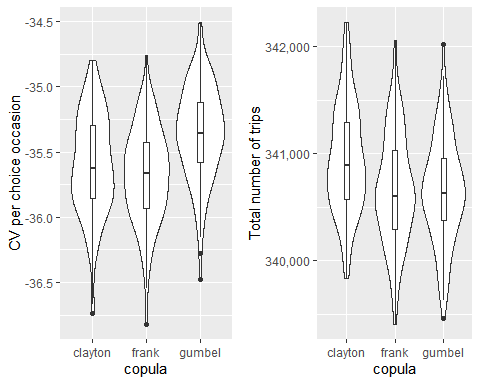 CV per choice occasion
-34.5
-35.0
-35.5
-36.0
-36.5
clayton frank gumbel
copula
Total number of trips
342,000
341,000
340,000
clayton frank gumbel
copula